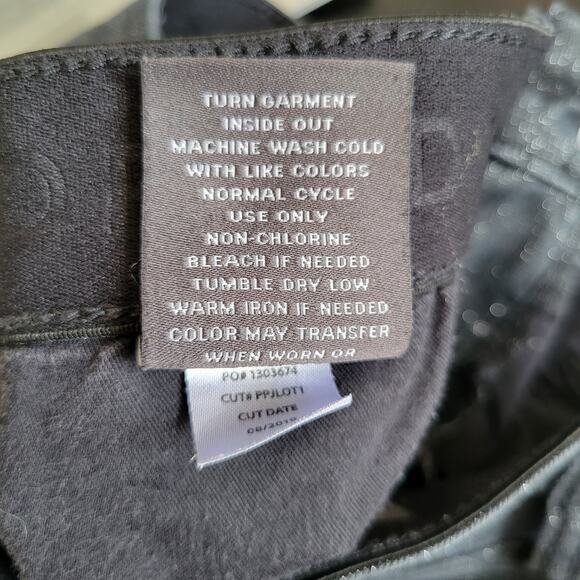 TURN GARMENT
INSIDE OUT
MACHINE WASH COLD
WITH LIKE COLORS
NORMAL CYCLE
USE ONLY
NON-CHLORINE
BLEACH IF NEEDED
TUMBLE DRY LOW
WARM IRON IF NEEDED
COLOR MAY TRANSFER
WHEN WORN OR
PO# 1303674
CUT# PPJLOT1
CUT DATE